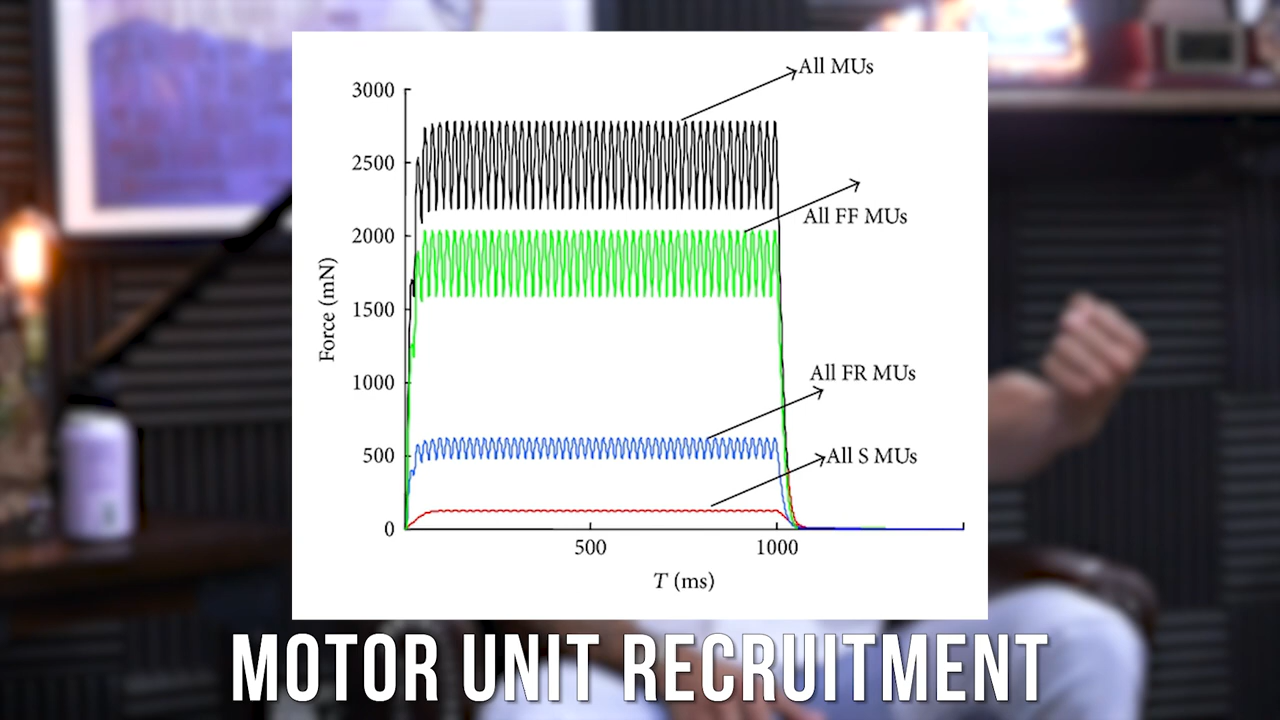 All MUs
3000
2500
All FF MUs
2000
1500
Force (mN)
All FR MUs
1000
All S MUs
500
0
500 1000
T (ms)
MOTOR UNIT RECRUITMENT